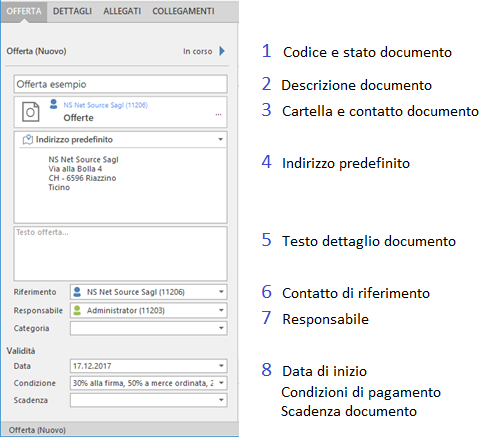 OFFERTA DETTAGLI ALLEGATI COLLEGAMENTI
Offerta (Nuovo) In corso
1 Codice e stato documento
Offerta esempio
2 Descrizione documento
NS Net Source Sagl (11206)
Offerte ...
3 Cartella e contatto documento
Indirizzo predefinito
NS Net Source Sagl
Via alla Bolla 4
CH - 6596 Riazzino
Ticino
4 Indirizzo predefinito
Testo offerta...
5 Testo dettaglio documento
Riferimento NS Net Source Sagl (11206)
6 Contatto di riferimento
Responsabile Administrator (11203)
7 Responsabile
Categoria
Validità
Data 17.12.2017
8 Data di inizio
Condizione 30% alla firma, 50% a merce ordinata, 2
Condizioni di pagamento
Scadenza
Scadenza documento
Offerta (Nuovo)